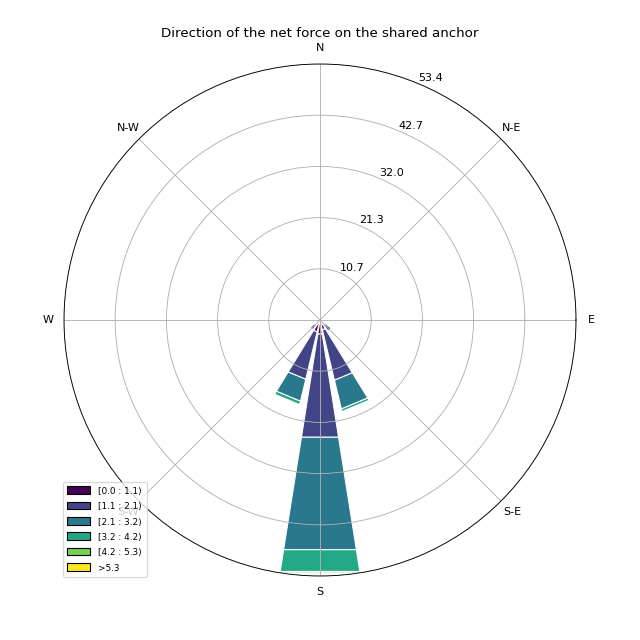 Direction of the net force on the shared anchor
N
53.4
N-W
42.7
N-E
32.0
21.3
10.7
W
E
[0.0 : 1.1)
[1.1 : 2.1)
S-W
S-E
[2.1 : 3.2)
[3.2 : 4.2)
[4.2 : 5.3)
>5.3
S